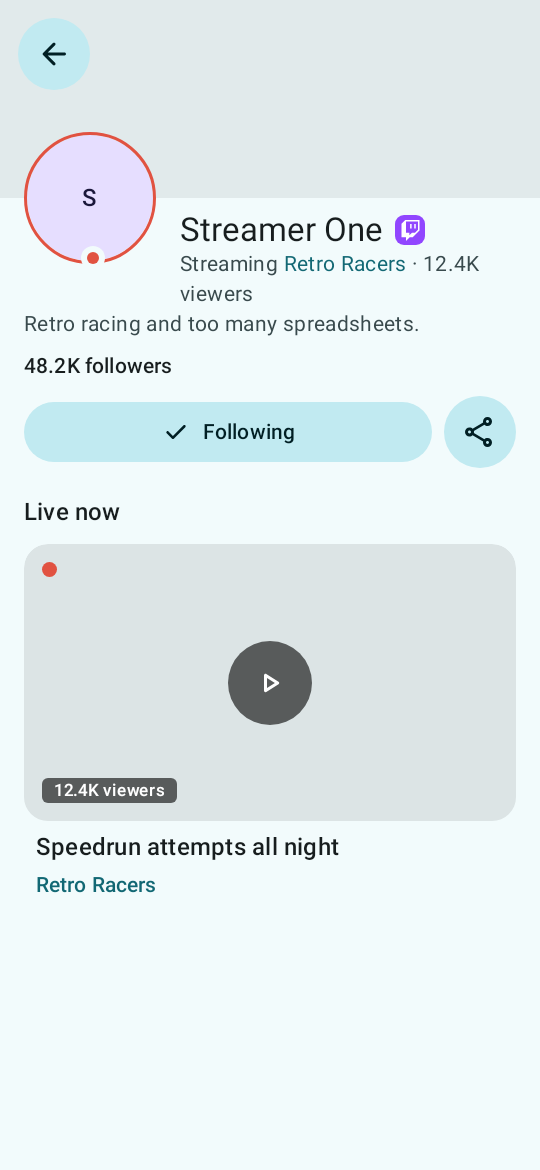 S
Streamer One
Streaming Retro Racers · 12.4K
viewers
Retro racing and too many spreadsheets.
48.2K followers
Following
Live now
12.4K viewers
Speedrun attempts all night
Retro Racers